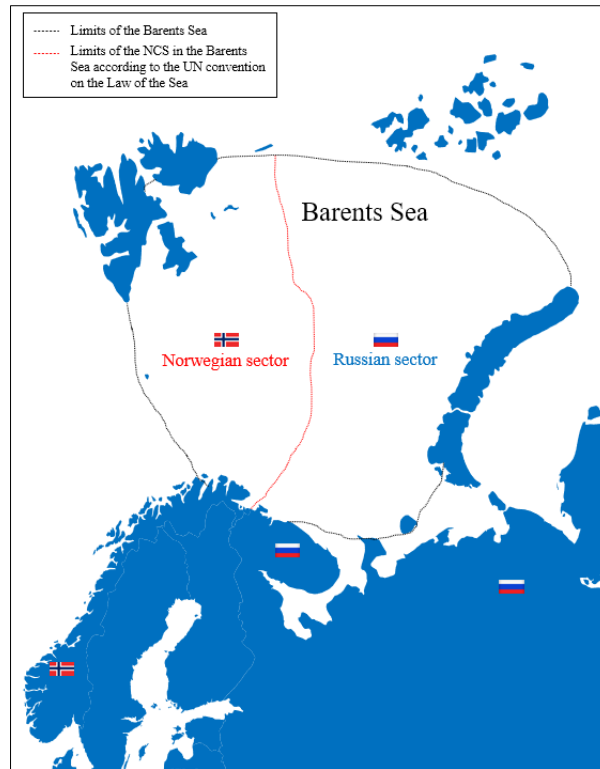 Limits of the Barents Sea
Limits of the NCS in the Barents
Sea according to the UN convention
on the Law of the Sea
Barents Sea
Norwegian sector
Russian sector